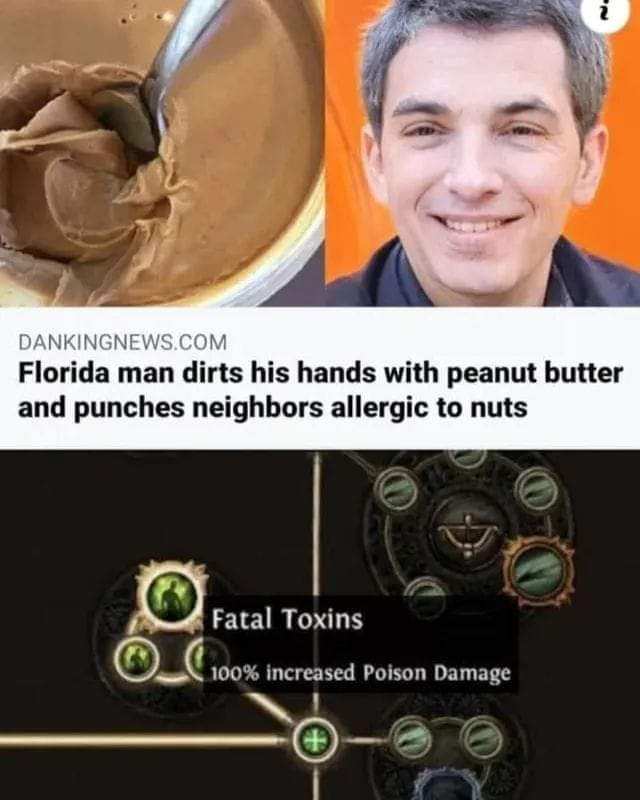 i
DANKINGNEWS.COM
Florida man dirts his hands with peanut butter
and punches neighbors allergic to nuts
Fatal Toxins
100% increased Poison Damage